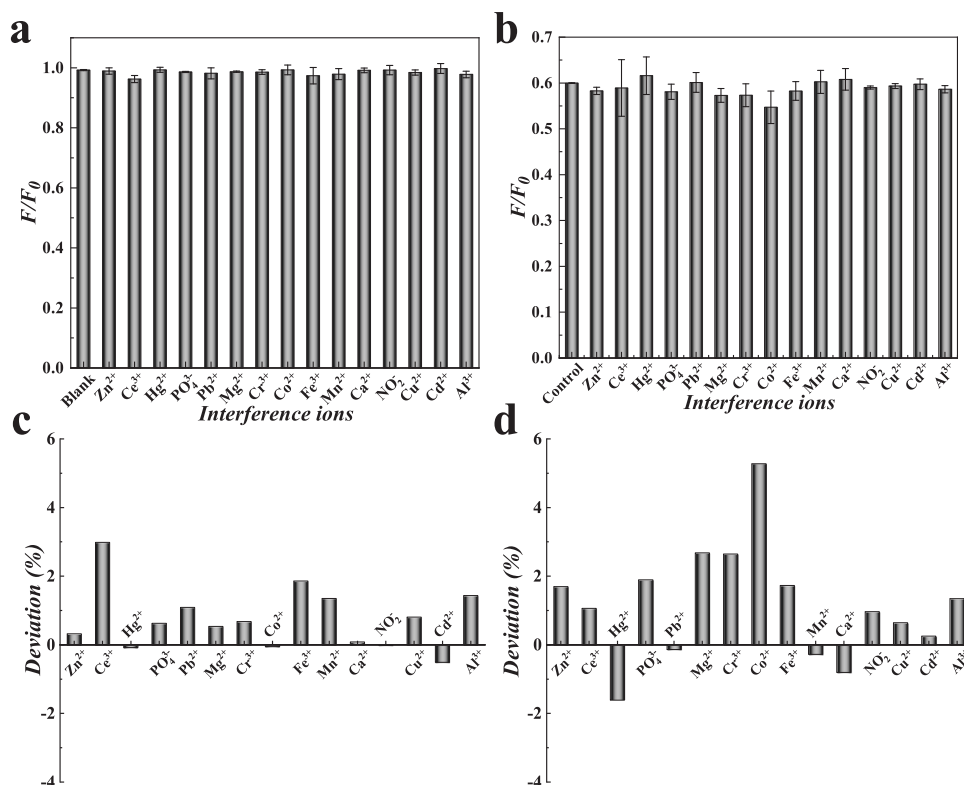 a
F/F0
1.0
0.8
0.6
0.4
0.2
0.0
Blank Zn2+ Ce3+ Hg2+ PO43- Pb2+ Mg2+ Cr3+ Co2+ Fe3+ Mn2+ Ca2+ NO2- Cu2+ Cd2+ Al3+
Interference ions
b
F/F0
0.7
0.6
0.5
0.4
0.3
0.2
0.1
0.0
Control Zn2+ Ce3+ Hg2+ PO43- Pb2+ Mg2+ Cr3+ Co2+ Fe3+ Mn2+ Ca2+ NO2- Cu2+ Cd2+ Al3+
Interference ions
c
Deviation (%)
6
4
2
0
-2
-4
Zn2+ Ce3+ Hg2+ PO43- Pb2+ Mg2+ Cr3+ Co2+ Fe3+ Mn2+ Ca2+ NO2- Cu2+ Cd2+ Al3+
d
Deviation (%)
6
4
2
0
-2
-4
Zn2+ Ce3+ Hg2+ PO43- Pb2+ Mg2+ Cr3+ Co2+ Fe3+ Mn2+ Ca2+ NO2- Cu2+ Cd2+ Al3+